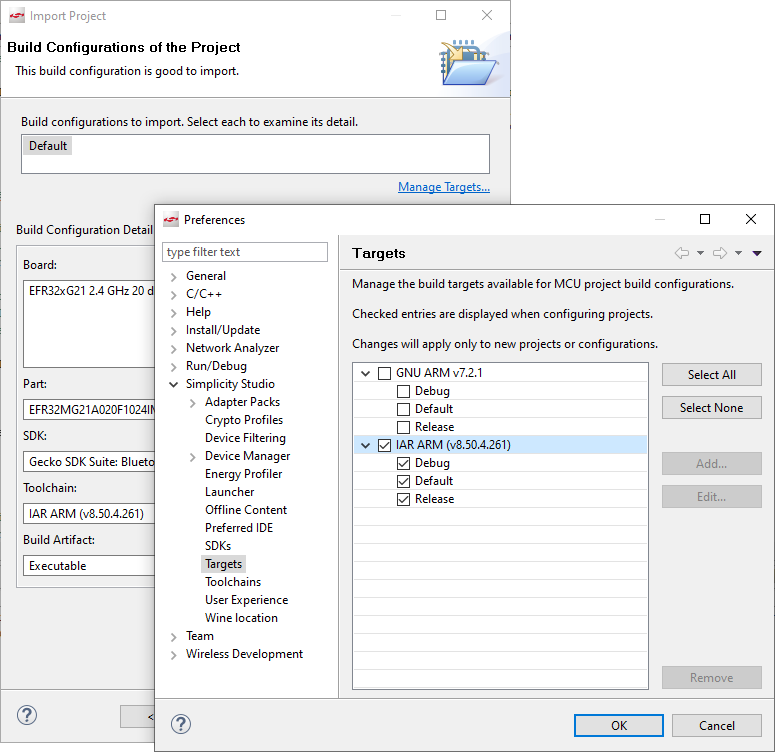 Import Project
Build Configurations of the Project
This build configuration is good to import.
Build configurations to import. Select each to examine its detail.
Default
Manage Targets...
Build Configuration Detail
Board:
EFR32xG21 2.4 GHz 20 d
Part:
EFR32MG21A020F1024IM
SDK:
Gecko SDK Suite: Blueto
Toolchain:
IAR ARM (v8.50.4.261)
Build Artifact:
Executable
?
<
Preferences
type filter text
General
C/C++
Help
Install/Update
Network Analyzer
Run/Debug
Simplicity Studio
Adapter Packs
Crypto Profiles
Device Filtering
Device Manager
Energy Profiler
Launcher
Offline Content
Preferred IDE
SDKs
Targets
Toolchains
User Experience
Wine location
Team
Wireless Development
Targets
Manage the build targets available for MCU project build configurations.
Checked entries are displayed when configuring projects.
Changes will apply only to new projects or configurations.
GNU ARM v7.2.1
Debug
Default
Release
IAR ARM (v8.50.4.261)
Debug
Default
Release
Select All
Select None
Add...
Edit...
Remove
?
OK
Cancel